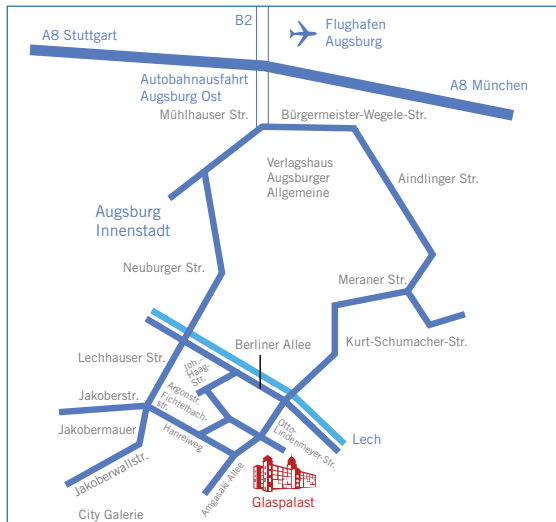 B2
Flughafen
Augsburg
A8 Stuttgart
Autobahnausfahrt
Augsburg Ost
A8 München
Mühlhauser Str.
Bürgermeister-Wegele-Str.
Verlagshaus
Augsburger
Allgemeine
Aindlinger Str.
Augsburg
Innenstadt
Neuburger Str.
Meraner Str.
Berliner Allee
Kurt-Schumacher-Str.
Lechhauser Str.
Joh.-
Haag-
Str.
Argonstr.
Fichtelbach-
str.
Jakoberstr.
Jakobermauer
Hanreiweg
Otto-
Lindenmeyer-Str.
Lech
Jakoberwallstr.
Amgasaki-Allee
Glaspalast
City Galerie